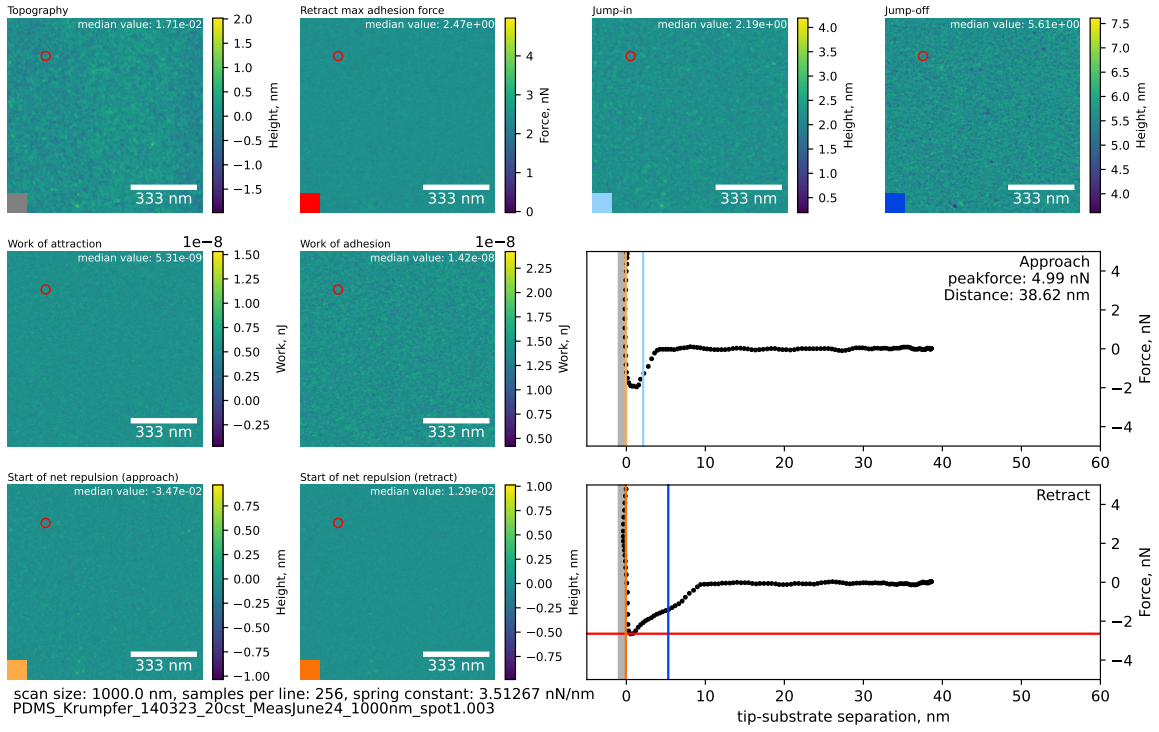 Topography
median value: 1.71e-02
333 nm
2.0
1.5
1.0
0.5
0.0
−0.5
−1.0
−1.5
Height, nm
Retract max adhesion force
median value: 2.47e+00
333 nm
4
3
2
1
0
Force, nN
Jump-in
median value: 2.19e+00
333 nm
4.0
3.5
3.0
2.5
2.0
1.5
1.0
0.5
Height, nm
Jump-off
median value: 5.61e+00
333 nm
7.5
7.0
6.5
6.0
5.5
5.0
4.5
4.0
Height, nm
Work of attraction
median value: 5.31e-09
333 nm
1e−8
1.50
1.25
1.00
0.75
0.50
0.25
0.00
−0.25
Work, nJ
Work of adhesion
median value: 1.42e-08
333 nm
1e−8
2.25
2.00
1.75
1.50
1.25
1.00
0.75
0.50
Work, nJ
Approach
peakforce: 4.99 nN
Distance: 38.62 nm
4
2
0
−2
−4
Force, nN
0 10 20 30 40 50 60
Start of net repulsion (approach)
median value: -3.47e-02
333 nm
0.75
0.50
0.25
0.00
−0.25
−0.50
−0.75
−1.00
Height, nm
Start of net repulsion (retract)
median value: 1.29e-02
333 nm
1.00
0.75
0.50
0.25
0.00
−0.25
−0.50
−0.75
Height, nm
Retract
4
2
0
−2
−4
Force, nN
0 10 20 30 40 50 60
tip-substrate separation, nm
scan size: 1000.0 nm, samples per line: 256, spring constant: 3.51267 nN/nm
PDMS_Krumpfer_140323_20cst_MeasJune24_1000nm_spot1.003